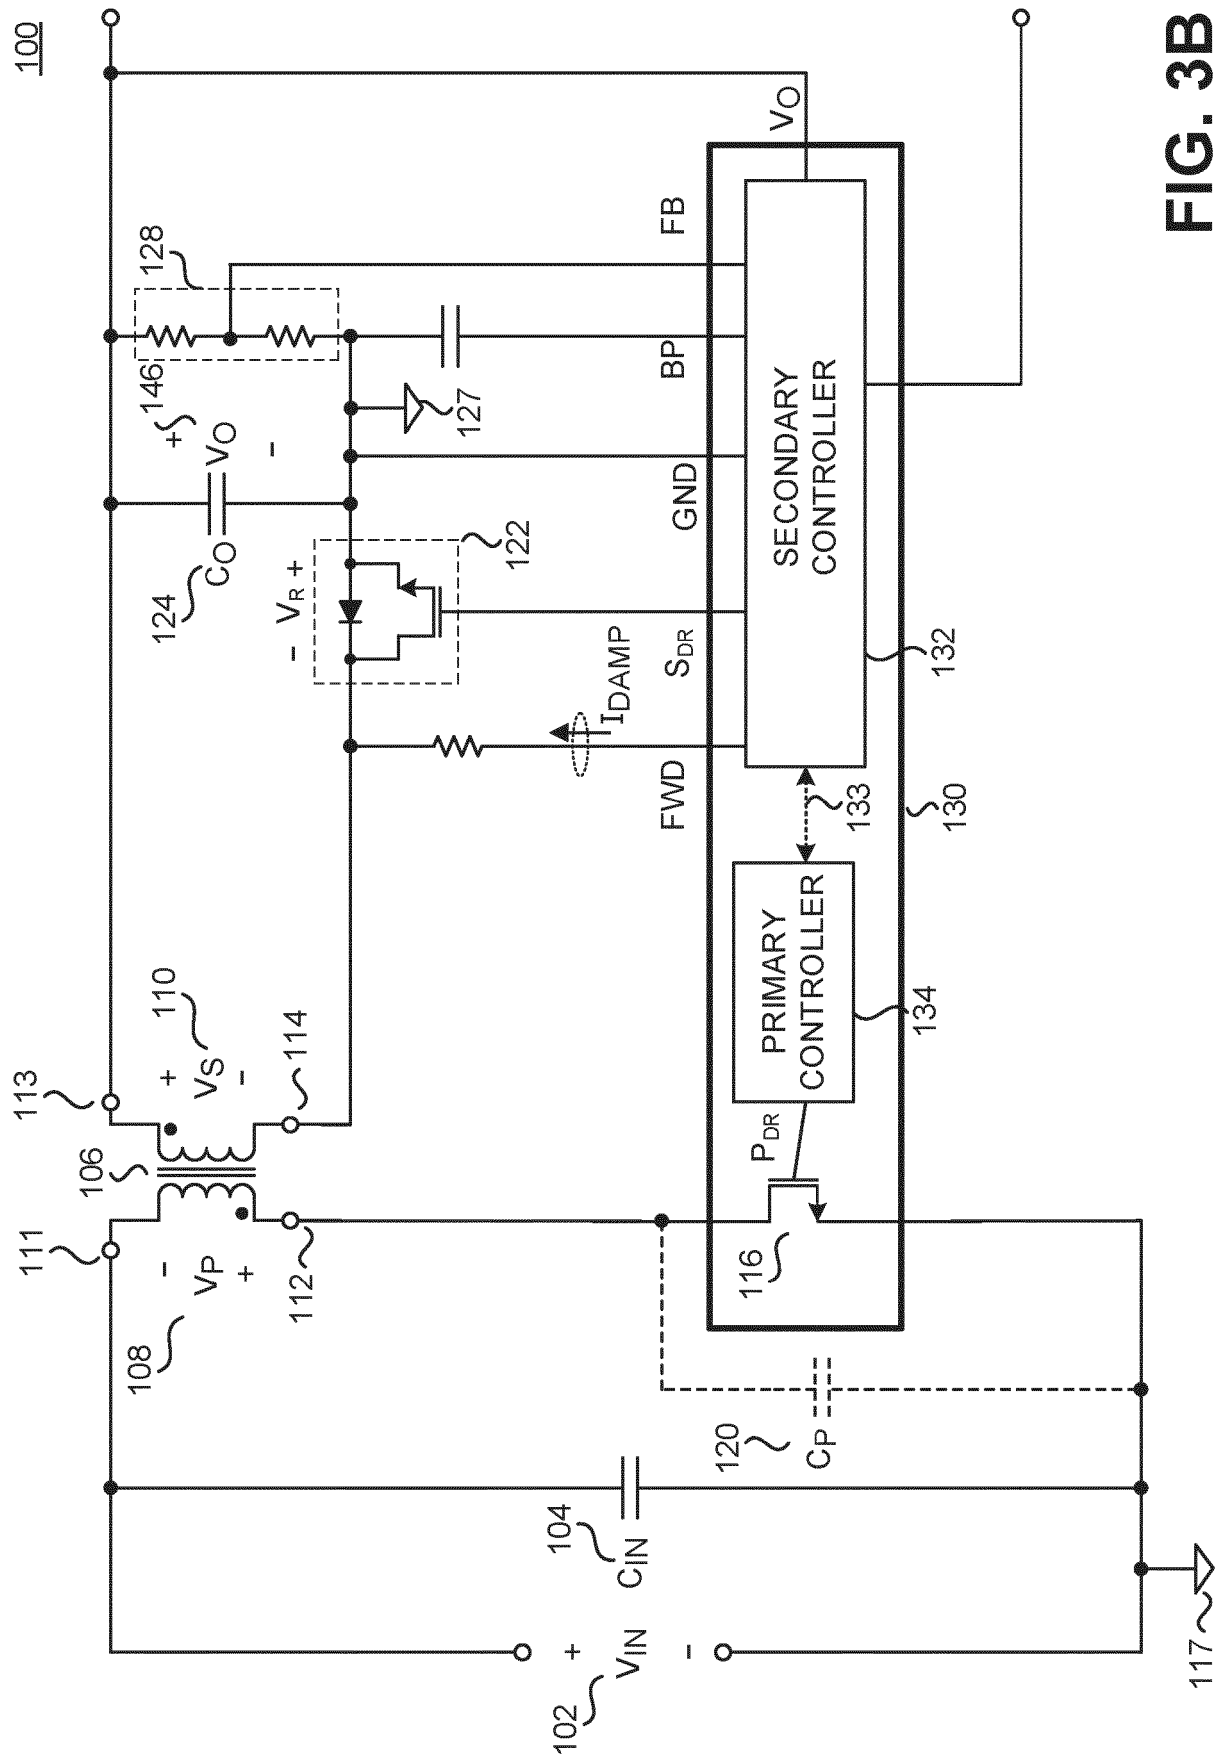 100
102
VIN
+
-
104
CIN
117
120
CP
108
-
VP
+
111
112
106
113
114
110
+
VS
-
116
PDR
PRIMARY
CONTROLLER
134
133
130
132
SECONDARY
CONTROLLER
FWD
IDAMP
SDR
GND
BP
FB
VO
122
- VR +
124
CO
+
VO
-
146
127
128
FIG. 3B